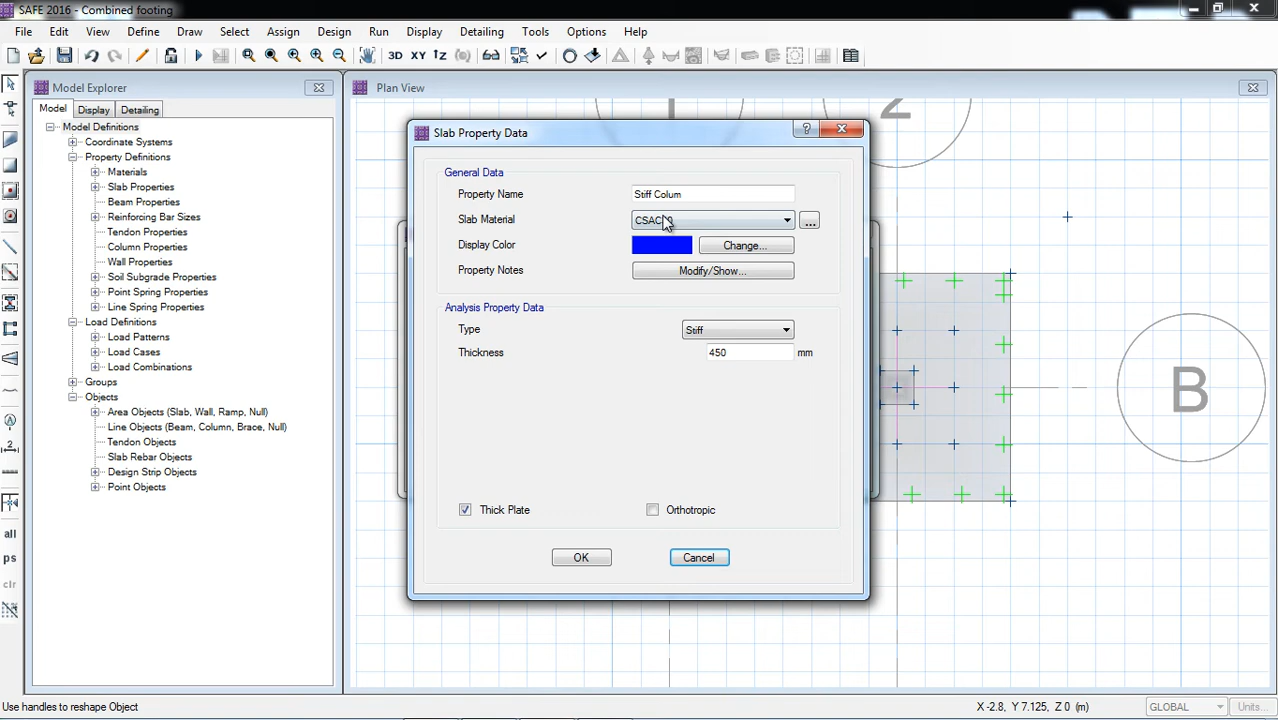 SAFE 2016 - Combined footing
File Edit View Define Draw Select Assign Design Run Display Detailing Tools Options Help
3D XY
Model Explorer
Plan View
Model Display Detailing
Model Definitions
Coordinate Systems
Property Definitions
Materials
Slab Properties
Beam Properties
Reinforcing Bar Sizes
Tendon Properties
Column Properties
Wall Properties
Soil Subgrade Properties
Point Spring Properties
Line Spring Properties
Load Definitions
Load Patterns
Load Cases
Load Combinations
Groups
Objects
Area Objects (Slab, Wall, Ramp, Null)
Line Objects (Beam, Column, Brace, Null)
Tendon Objects
Slab Rebar Objects
Design Strip Objects
Point Objects
all
ps
clr
2
B
Slab Property Data
General Data
Property Name Stiff Colum
Slab Material ...
Display Color Change...
Property Notes Modify/Show...
Analysis Property Data
Type Stiff
Thickness 450 mm
Thick Plate Orthotropic
OK Cancel
Use handles to reshape Object
X -2.8, Y 7.125, Z 0 (m)
GLOBAL
Units...